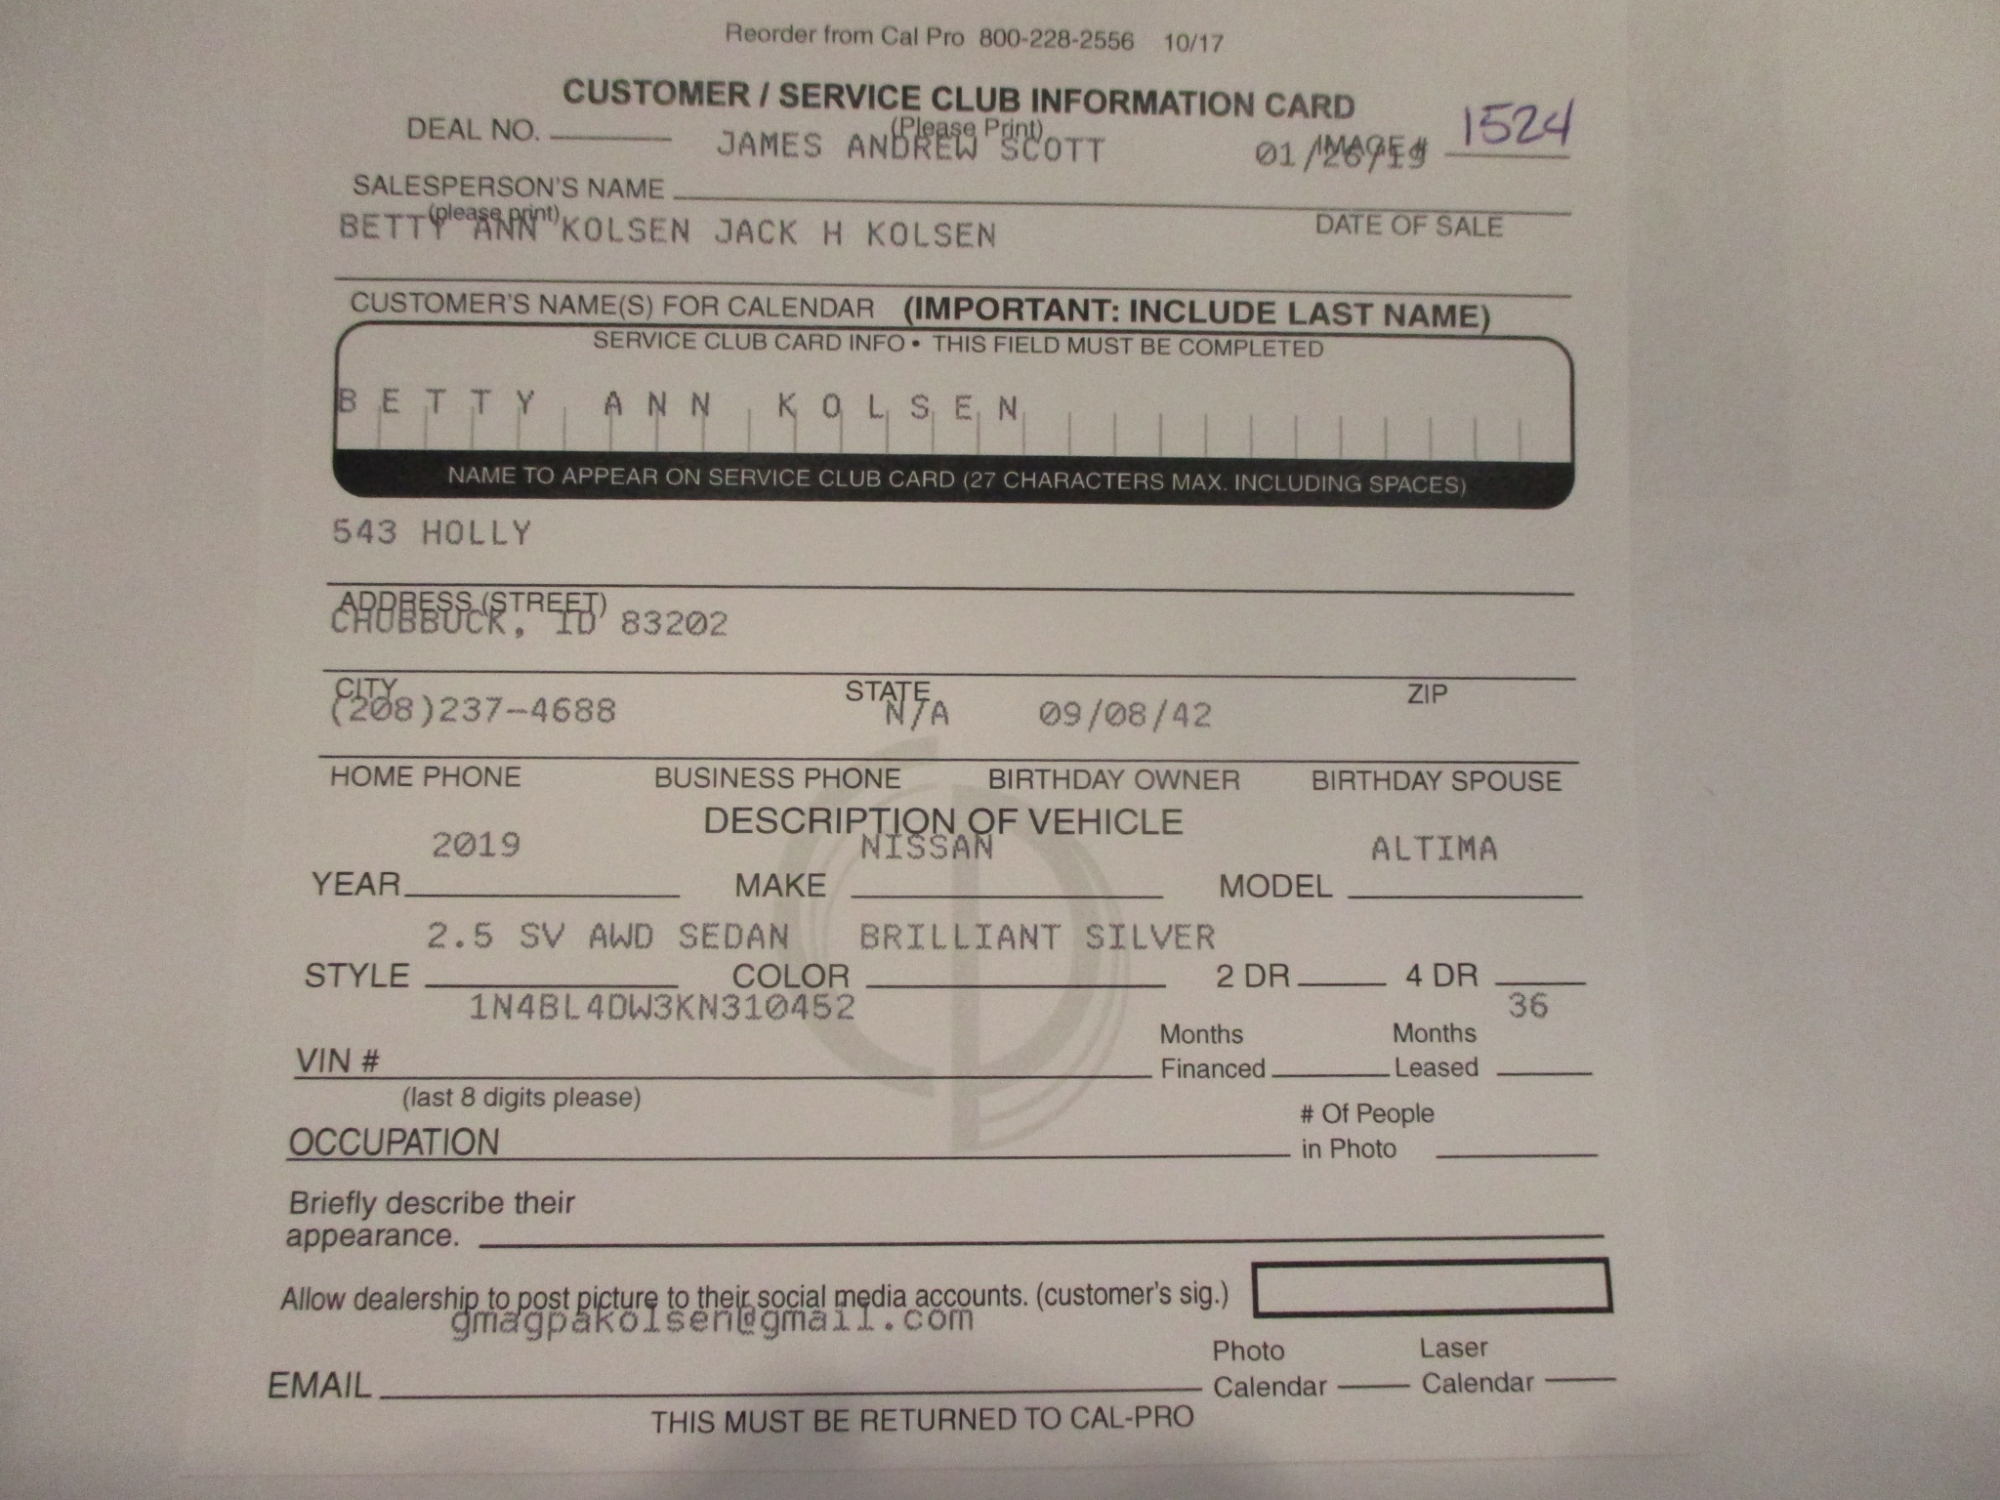 Reorder from Cal Pro 800-228-2556 10/17
CUSTOMER / SERVICE CLUB INFORMATION CARD
(Please Print)
DEAL NO. IMAGE # 1524
JAMES ANDREW SCOTT 01/26/19
SALESPERSON'S NAME DATE OF SALE
(please print)
BETTY ANN KOLSEN JACK H KOLSEN
CUSTOMER'S NAME(S) FOR CALENDAR (IMPORTANT: INCLUDE LAST NAME)
SERVICE CLUB CARD INFO • THIS FIELD MUST BE COMPLETED
BETTY ANN KOLSEN
NAME TO APPEAR ON SERVICE CLUB CARD (27 CHARACTERS MAX. INCLUDING SPACES)
543 HOLLY
ADDRESS (STREET)
CHUBBUCK, ID 83202
CITY STATE ZIP
(208)237-4688 N/A 09/08/42
HOME PHONE BUSINESS PHONE BIRTHDAY OWNER BIRTHDAY SPOUSE
DESCRIPTION OF VEHICLE
2019 NISSAN ALTIMA
YEAR MAKE MODEL
2.5 SV AWD SEDAN BRILLIANT SILVER
STYLE COLOR 2 DR 4 DR
1N4BL4DW3KN310452 36
Months Months
VIN # Financed Leased
(last 8 digits please)
# Of People
OCCUPATION in Photo
Briefly describe their
appearance.
Allow dealership to post picture to their social media accounts. (customer's sig.)
gmagpakolsen@gmail.com
Photo Laser
EMAIL Calendar Calendar
THIS MUST BE RETURNED TO CAL-PRO